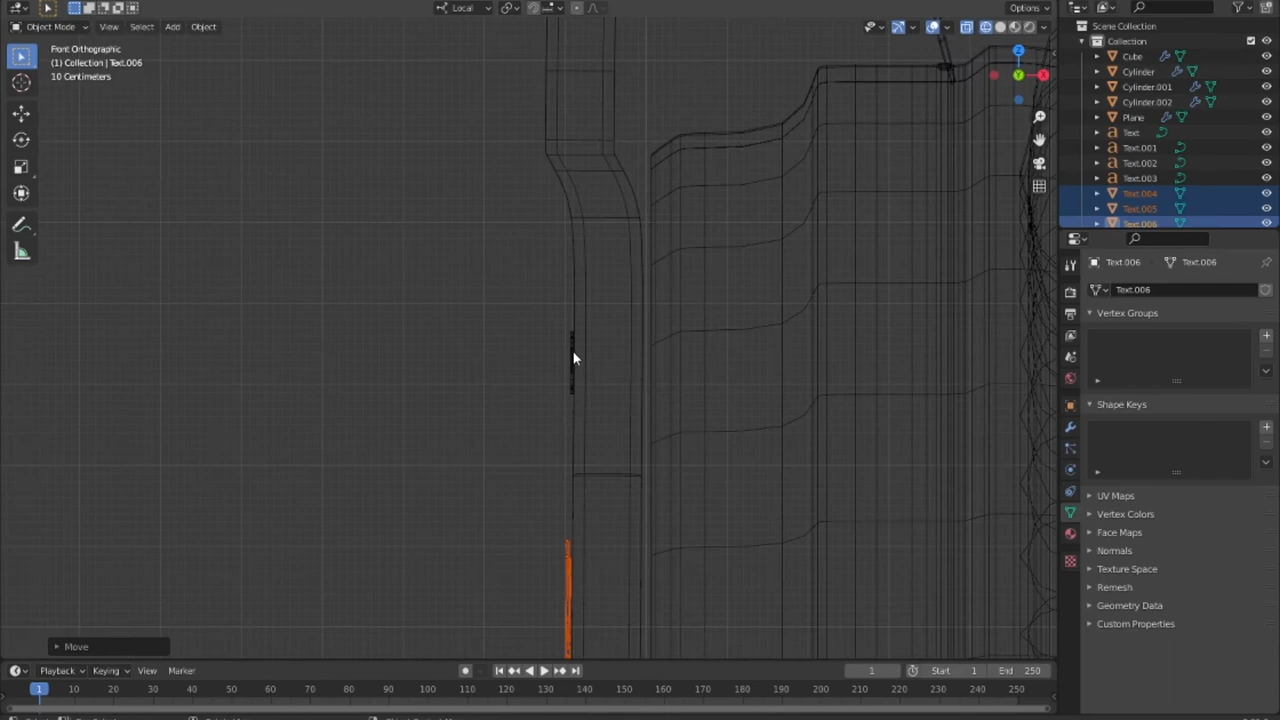 Local
Options
Object Mode
View
Select
Add
Object
Front Orthographic
(1) Collection | Text.006
10 Centimeters
Z
Y
X
Move
Scene Collection
Collection
Cube
Cylinder
Cylinder.001
Cylinder.002
Plane
Text
Text.001
Text.002
Text.003
Text.004
Text.005
Text.006
Text.006
Text.006
Text.006
Vertex Groups
Shape Keys
UV Maps
Vertex Colors
Face Maps
Normals
Texture Space
Remesh
Geometry Data
Custom Properties
Playback
Keying
View
Marker
1
Start
1
End
250
1
10
20
30
40
50
60
70
80
90
100
110
120
130
140
150
160
170
180
190
200
210
220
230
240
250